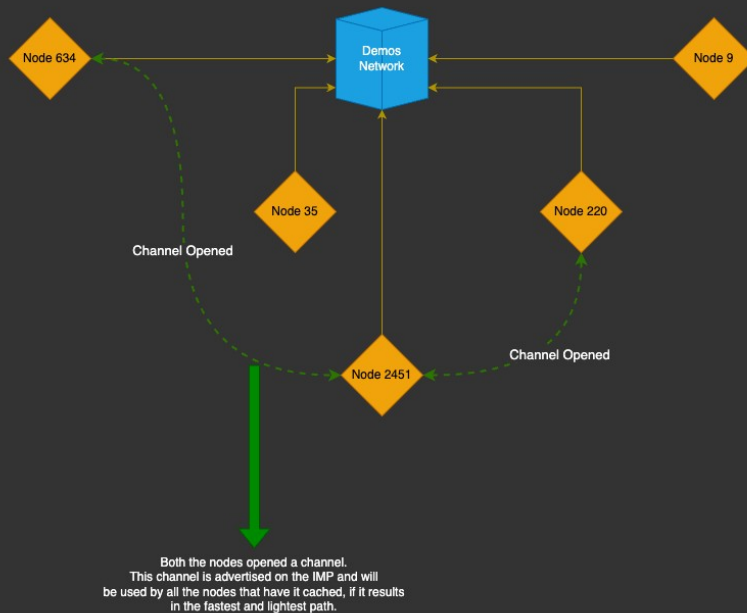 Node 634
Demos
Network
Node 9
Node 35
Node 220
Channel Opened
Channel Opened
Node 2451
Both the nodes opened a channel.
This channel is advertised on the IMP and will
be used by all the nodes that have it cached, if it results
in the fastest and lightest path.